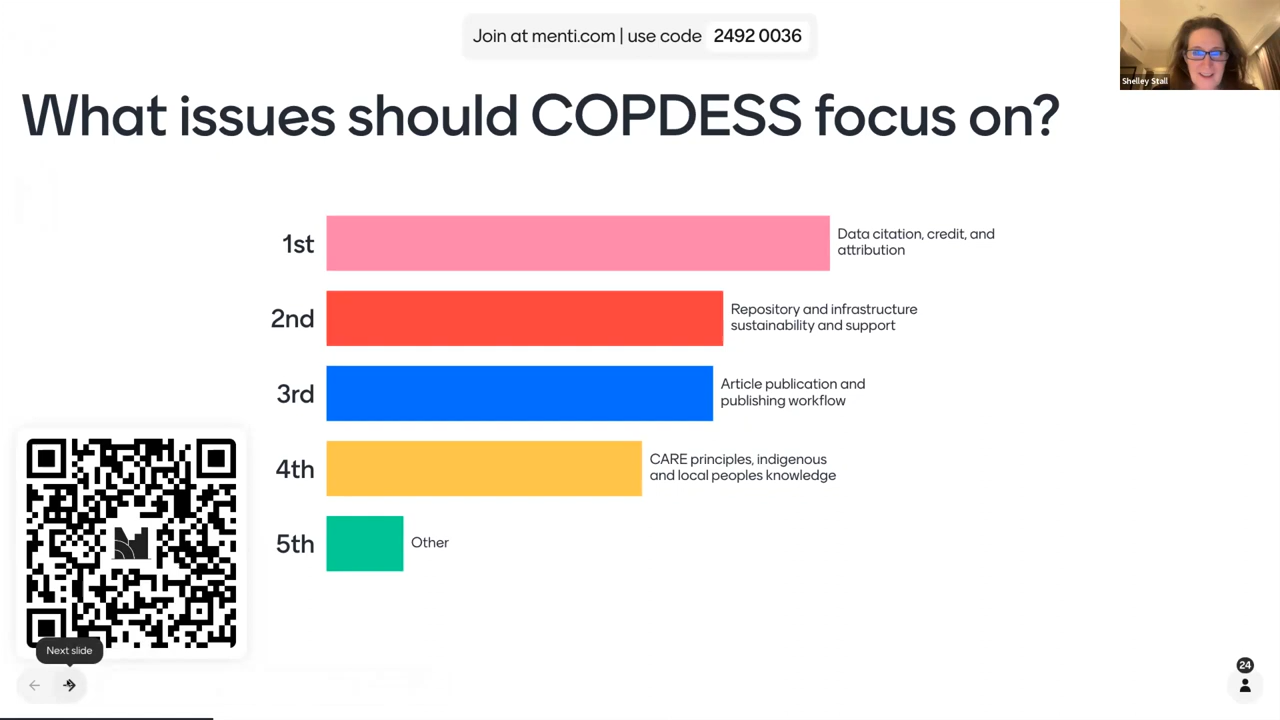 Join at menti.com | use code 2492 0036
Shelley Stall
What issues should COPDESS focus on?
1st
Data citation, credit, and
attribution
2nd
Repository and infrastructure
sustainability and support
3rd
Article publication and
publishing workflow
4th
CARE principles, indigenous
and local peoples knowledge
5th
Other
Next slide
24